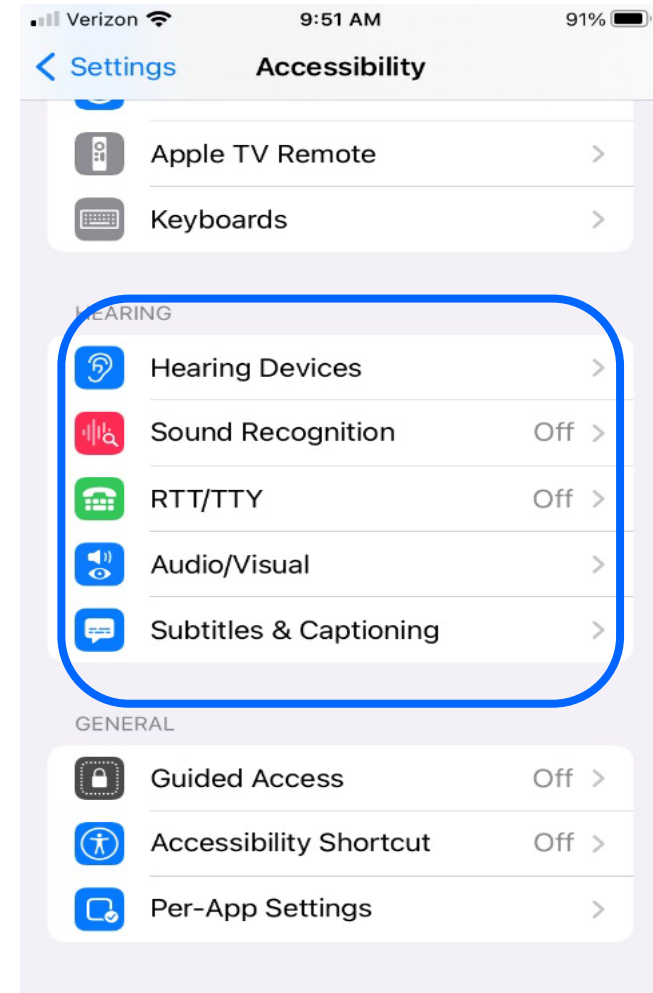 Verizon 9:51 AM 91%
Settings Accessibility
Apple TV Remote
Keyboards
HEARING
Hearing Devices
Sound Recognition Off
RTT/TTY Off
Audio/Visual
Subtitles & Captioning
GENERAL
Guided Access Off
Accessibility Shortcut Off
Per-App Settings